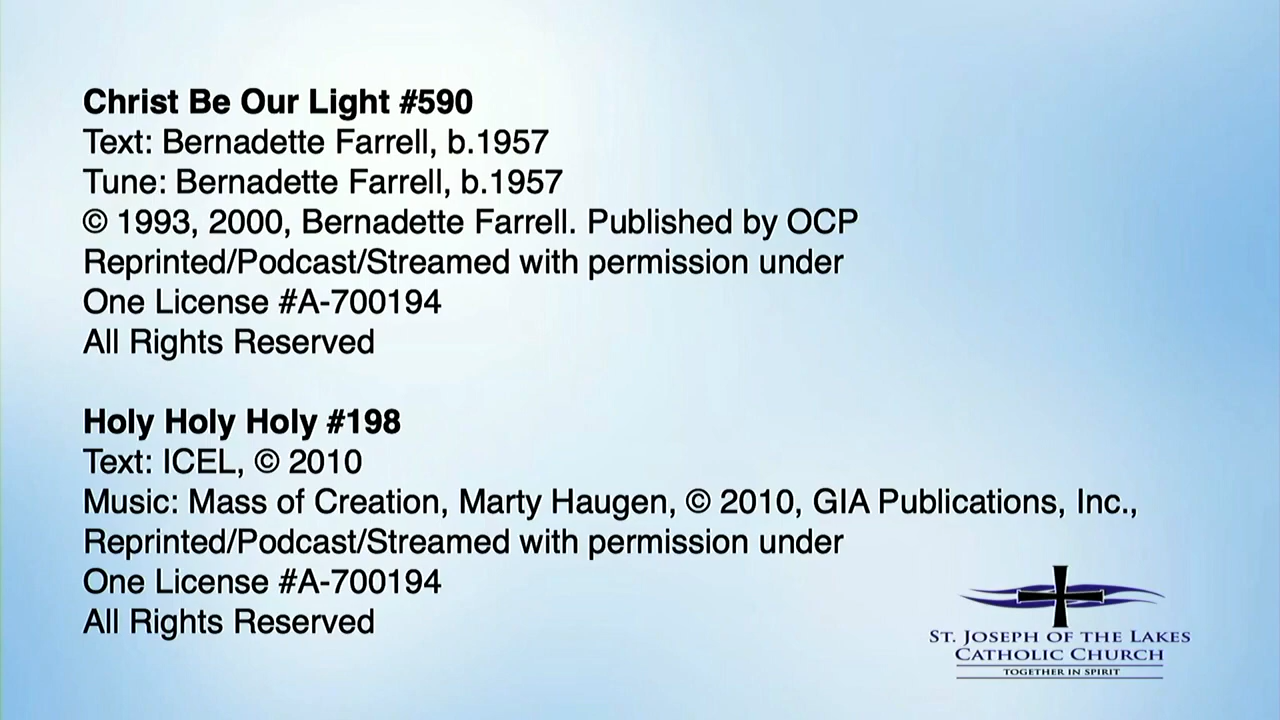 Christ Be Our Light #590
Text: Bernadette Farrell, b.1957
Tune: Bernadette Farrell, b.1957
© 1993, 2000, Bernadette Farrell. Published by OCP
Reprinted/Podcast/Streamed with permission under
One License #A-700194
All Rights Reserved
Holy Holy Holy #198
Text: ICEL, © 2010
Music: Mass of Creation, Marty Haugen, © 2010, GIA Publications, Inc.,
Reprinted/Podcast/Streamed with permission under
One License #A-700194
All Rights Reserved
St. Joseph of the Lakes
Catholic Church
Together in Spirit